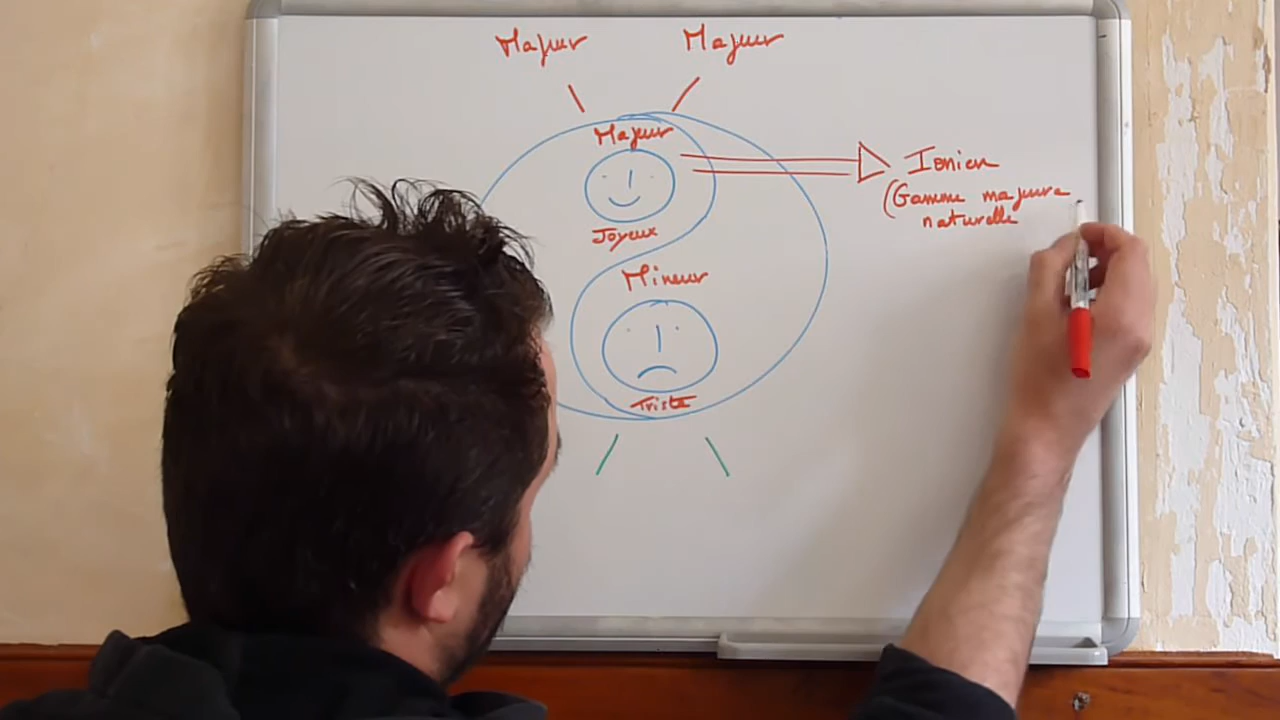 Majeur Majeur
Majeur
Joyeux
Ionien
(Gamme majeure
naturelle
Mineur
Triste